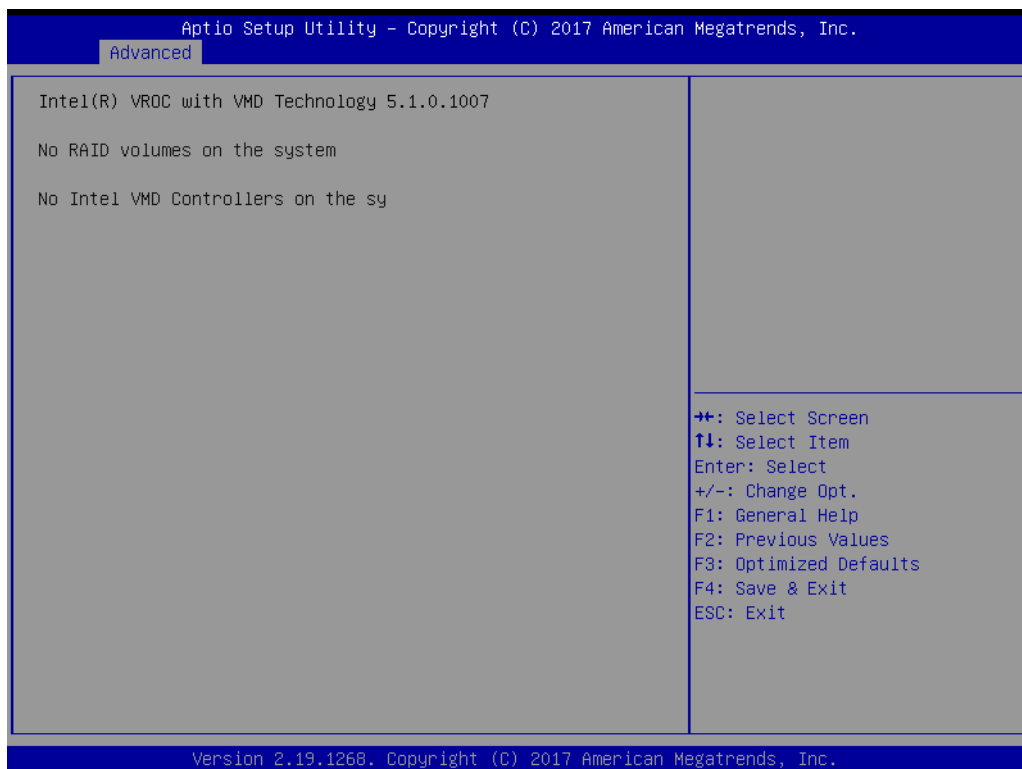 Aptio Setup Utility – Copyright (C) 2017 American Megatrends, Inc.
Advanced
Intel(R) VROC with VMD Technology 5.1.0.1007
No RAID volumes on the system
No Intel VMD Controllers on the sy
→←: Select Screen
↑↓: Select Item
Enter: Select
+/-: Change Opt.
F1: General Help
F2: Previous Values
F3: Optimized Defaults
F4: Save & Exit
ESC: Exit
Version 2.19.1268. Copyright (C) 2017 American Megatrends, Inc.